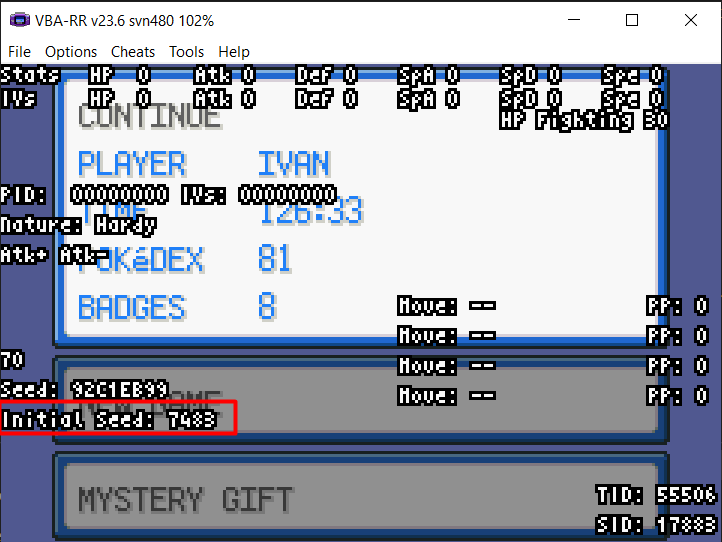 VBA-RR v23.6 svn480 102%
File Options Cheats Tools Help
Stats HP 0 Atk 0 Def 0 SpA 0 SpD 0 Spe 0
IVs HP 0 Atk 0 Def 0 SpA 0 SpD 0 Spe 0
CONTINUE
HP Fighting 30
PLAYER IVAN
PID: 00000000 IVs: 00000000
TIME 126:33
Nature: Hardy
Atk+ Atk-
POKéDEX 81
BADGES 8
Move: -- PP: 0
Move: -- PP: 0
70
Move: -- PP: 0
Seed: 92C1EB93
Move: -- PP: 0
NEW GAME
Initial Seed: 7483
MYSTERY GIFT
TID: 55506
SID: 17883